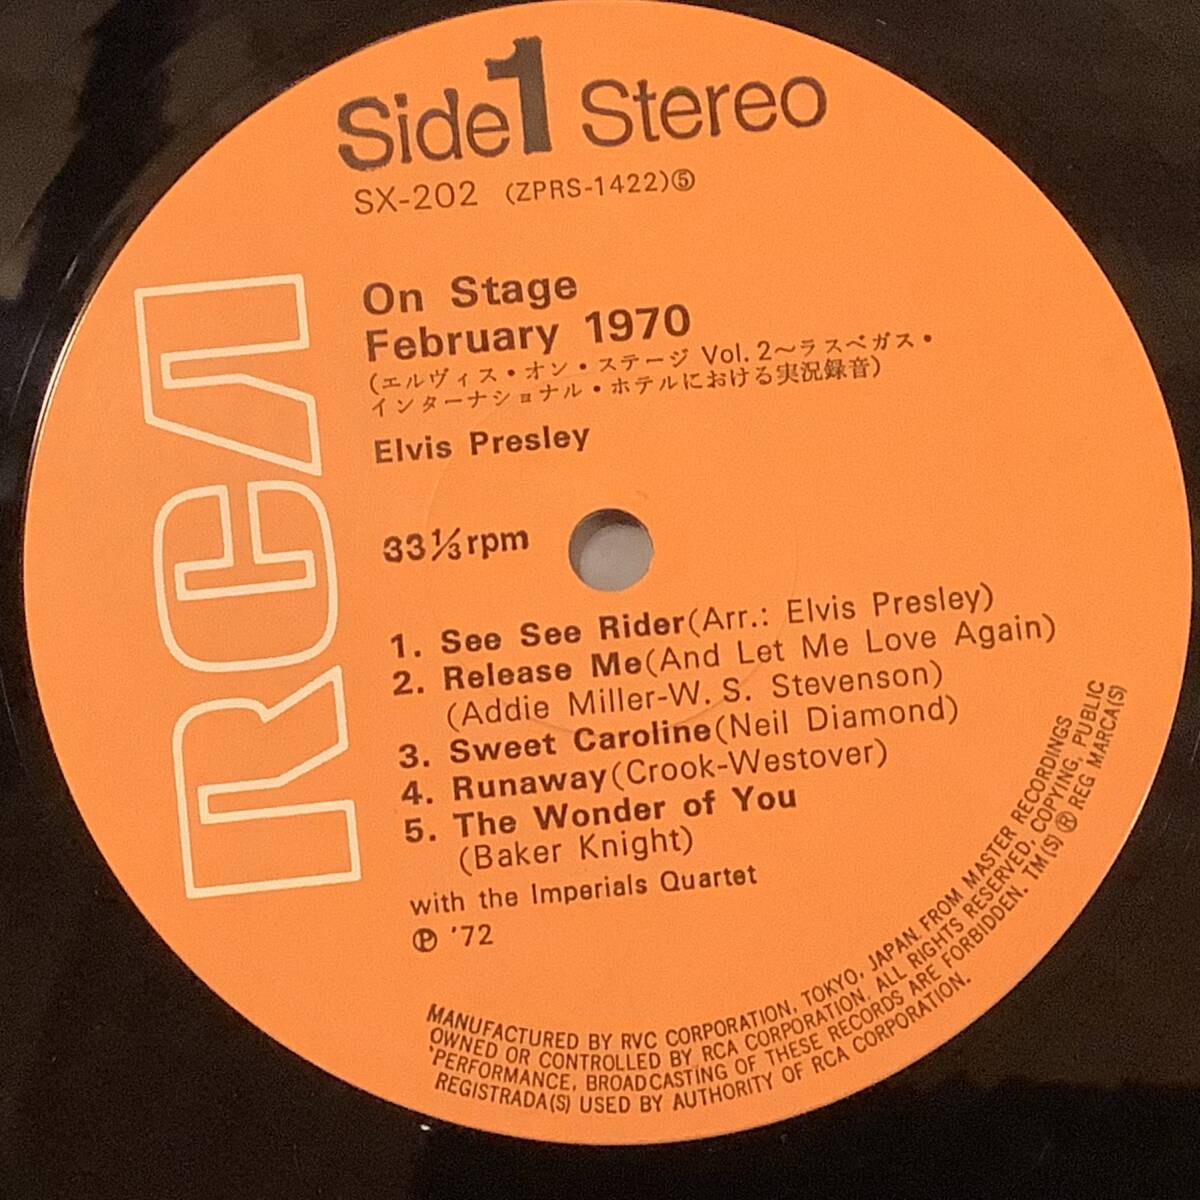 Side 1 Stereo
SX-202 (ZPRS-1422)⑤
RCA
On Stage
February 1970
(エルヴィス・オン・ステージ Vol. 2〜ラスベガス・
インターナショナル・ホテルにおける実況録音)
Elvis Presley
33⅓rpm
1. See See Rider(Arr.: Elvis Presley)
2. Release Me(And Let Me Love Again)
(Addie Miller-W. S. Stevenson)
3. Sweet Caroline(Neil Diamond)
4. Runaway(Crook-Westover)
5. The Wonder of You
(Baker Knight)
with the Imperials Quartet
℗ '72
MANUFACTURED BY RVC CORPORATION, TOKYO, JAPAN. FROM MASTER RECORDINGS
OWNED OR CONTROLLED BY RCA CORPORATION. ALL RIGHTS RESERVED. COPYING, PUBLIC
'PERFORMANCE, BROADCASTING OF THESE RECORDS ARE FORBIDDEN. TM(S) ® REG MARCA(S)
REGISTRADA(S) USED BY AUTHORITY OF RCA CORPORATION.